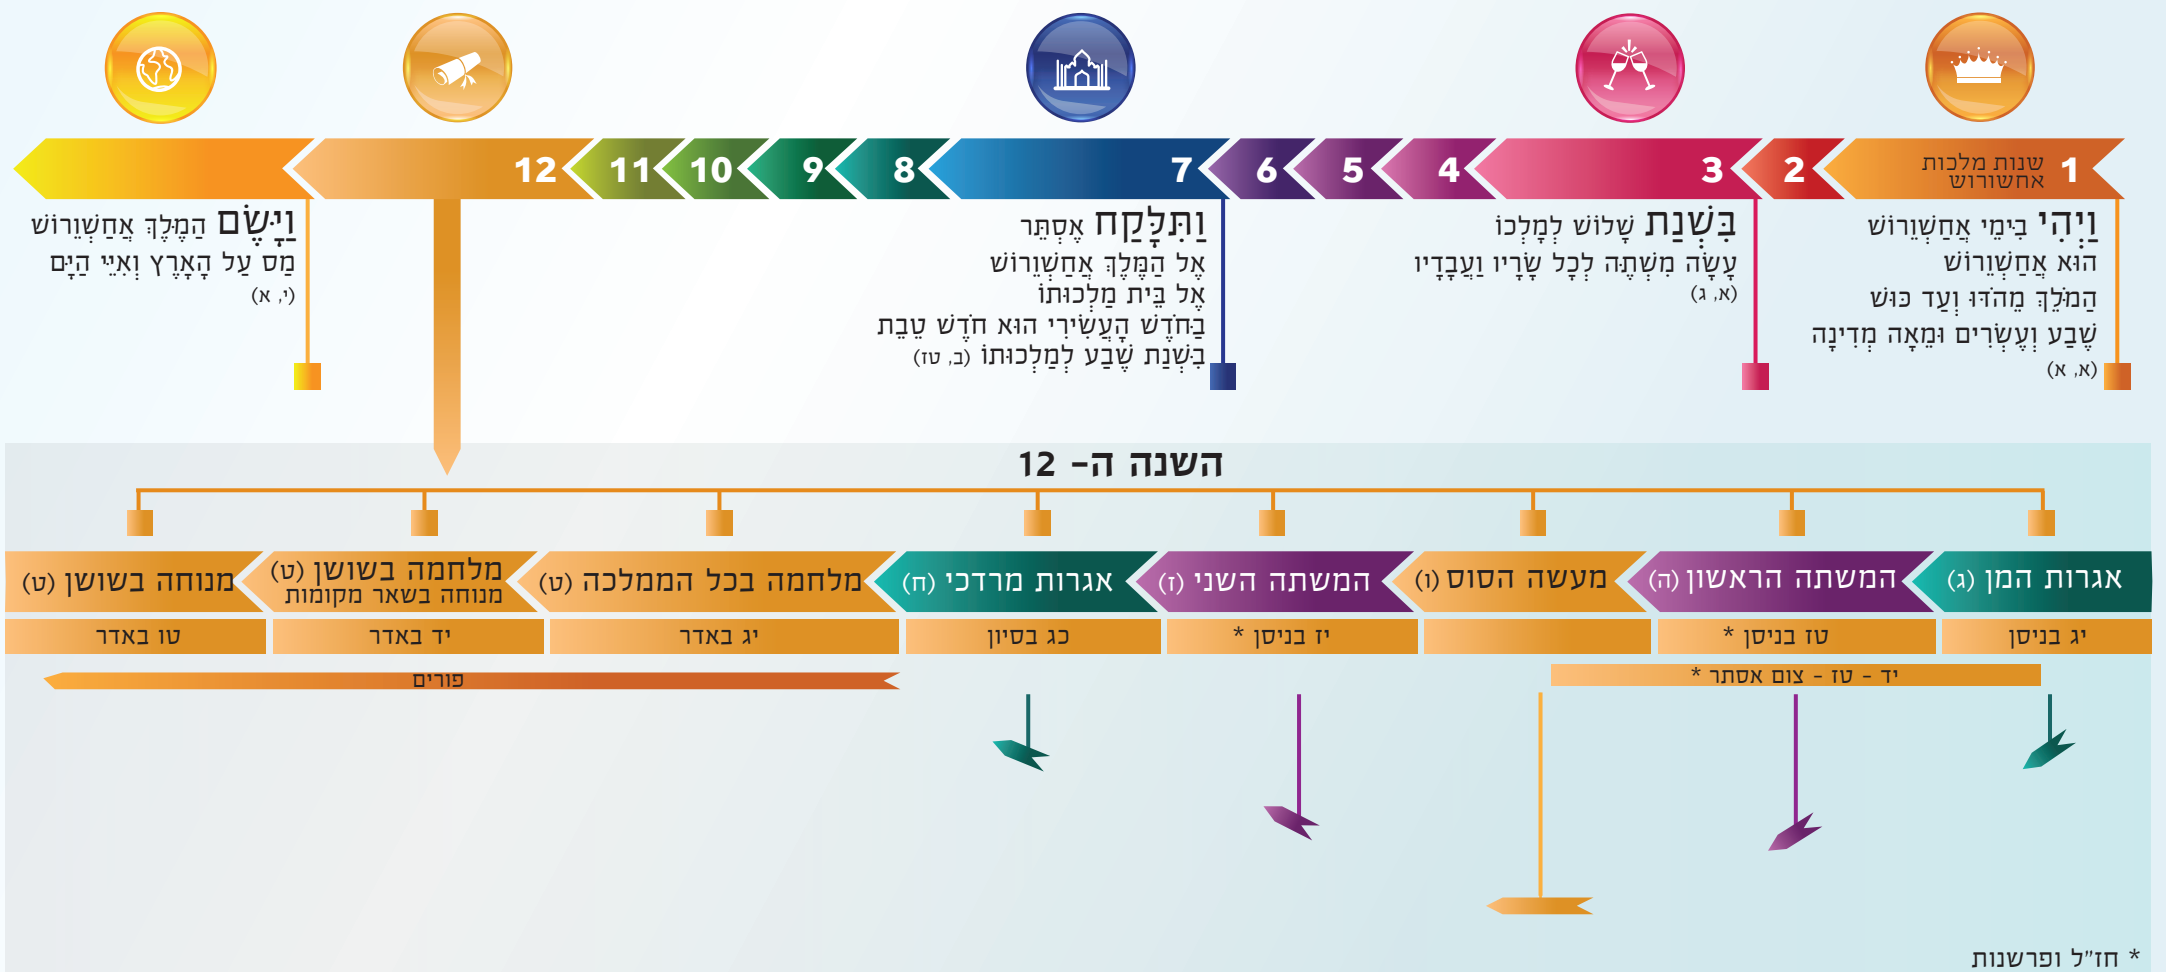 1 שנות מלכות
אחשורוש
2
3
4
5
6
7
8
9
10
11
12
וַיְהִי בִּימֵי אֲחַשְׁוֵרוֹשׁ
הוּא אֲחַשְׁוֵרוֹשׁ
הַמֹּלֵךְ מֵהֹדּוּ וְעַד כּוּשׁ
שֶׁבַע וְעֶשְׂרִים וּמֵאָה מְדִינָה
(א, א)
בִּשְׁנַת שָׁלוֹשׁ לְמָלְכוֹ
עָשָׂה מִשְׁתֶּה לְכָל שָׂרָיו וַעֲבָדָיו
(א, ג)
וַתִּלָּקַח אֶסְתֵּר
אֶל הַמֶּלֶךְ אֲחַשְׁוֵרוֹשׁ
אֶל בֵּית מַלְכוּתוֹ
בַּחֹדֶשׁ הָעֲשִׂירִי הוּא חֹדֶשׁ טֵבֵת
בִּשְׁנַת שֶׁבַע לְמַלְכוּתוֹ (ב, טז)
וַיָּשֶׂם הַמֶּלֶךְ אֲחַשְׁוֵרוֹשׁ
מַס עַל הָאָרֶץ וְאִיֵּי הַיָּם
(י, א)
השנה ה- 12
אגרות המן (ג)
המשתה הראשון (ה)
מעשה הסוס (ו)
המשתה השני (ז)
אגרות מרדכי (ח)
מלחמה בכל הממלכה (ט)
מלחמה בשושן (ט)
מנוחה בשאר מקומות
מנוחה בשושן (ט)
יג בניסן
טז בניסן *
יז בניסן *
כג בסיון
יג באדר
יד באדר
טו באדר
יד - טז - צום אסתר *
פורים
* חז"ל ופרשנות